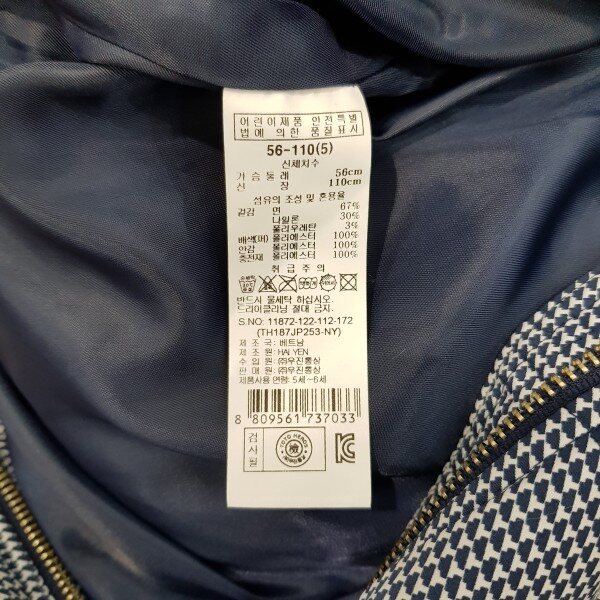 어린이제품 안전특별
법에 의한 품질표시
56-110(5)
신체치수
가 슴 둘 레 56cm
신 장 110cm
섬유의 조성 및 혼용율
겉감 면 67%
나일론 30%
폴리우레탄 3%
배색(퍼) 폴리에스터 100%
안감 폴리에스터 100%
충전재 폴리에스터 100%
취 급 주 의
반드시 물세탁 하십시오.
드라이클리닝 절대 금지.
S.NO: 11872-122-112-172
(TH187JP253-NY)
제 조 국 : 베트남
제 조 원 : HAI YEN
수 입 원 : ㈜우진통상
판 매 원 : ㈜우진통상
제품사용 연령: 5세~6세
8 809561 737033
검사필